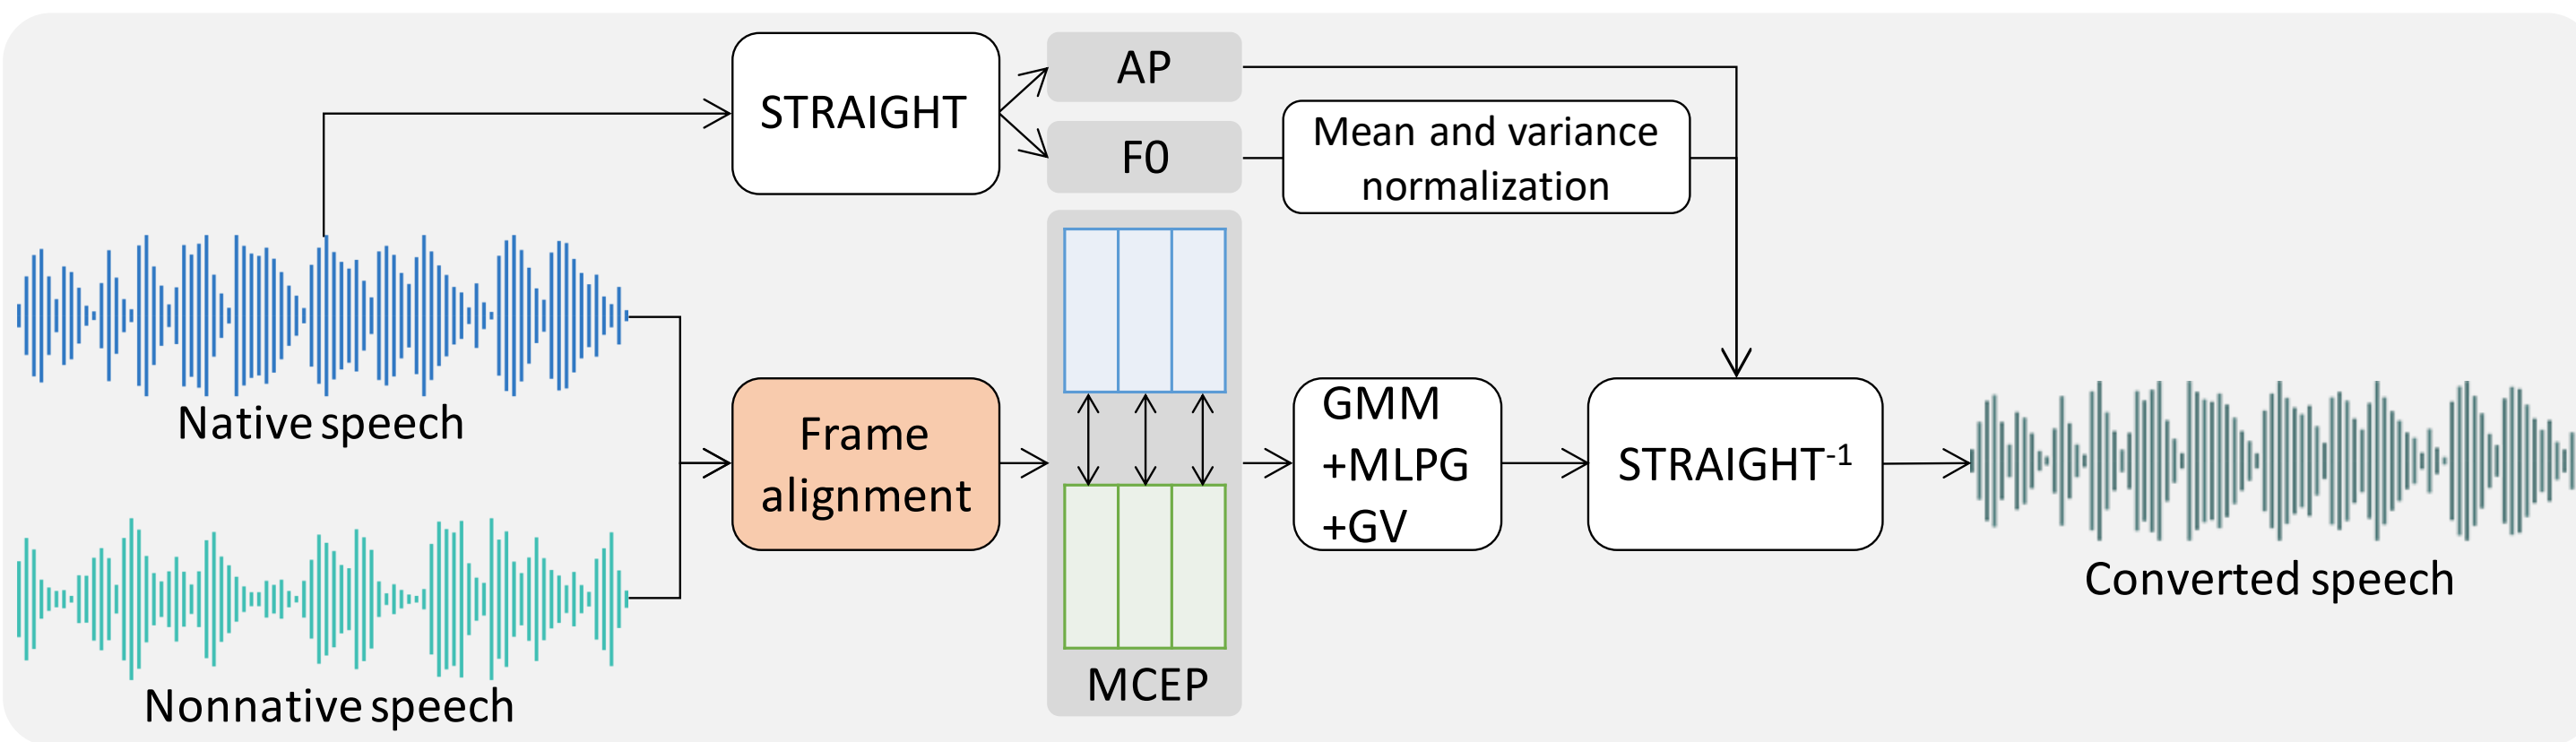 STRAIGHT
AP
F0
Mean and variance
normalization
Native speech
Nonnative speech
Frame
alignment
MCEP
GMM
+MLPG
+GV
STRAIGHT-1
Converted speech